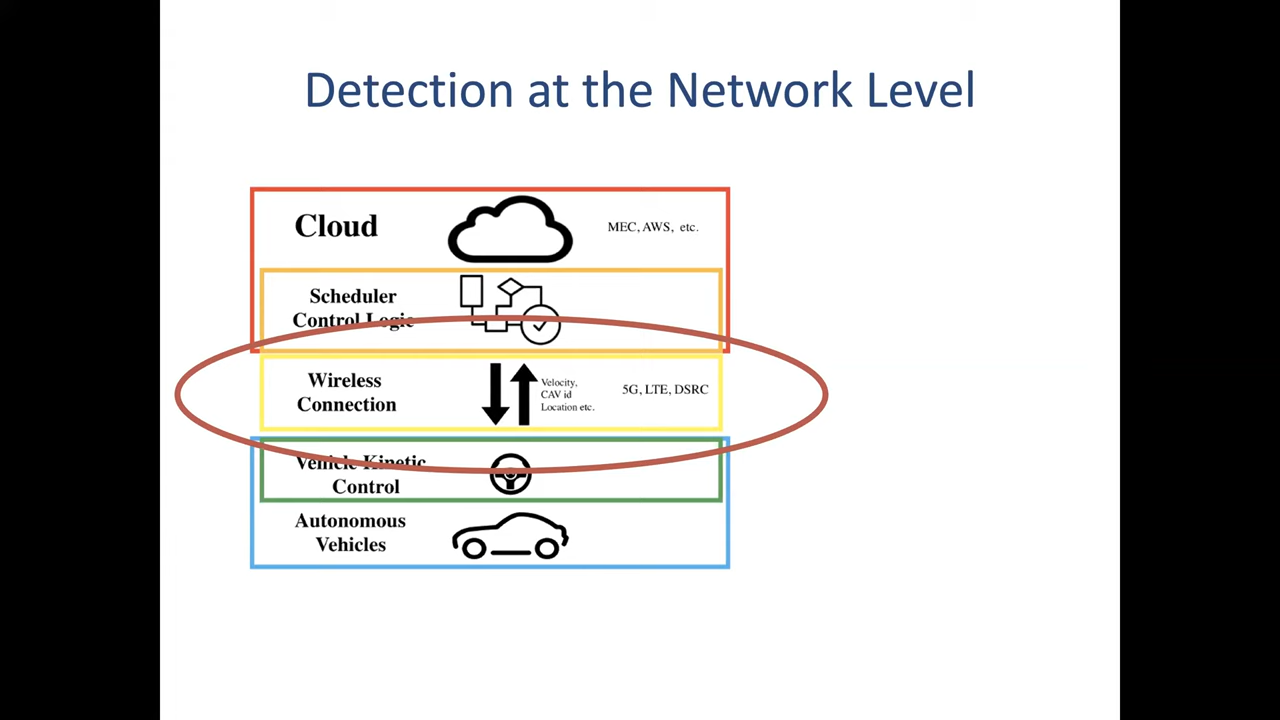 Detection at the Network Level
Cloud
MEC, AWS, etc.
Scheduler
Control Logic
Wireless
Connection
Velocity,
CAV id
Location etc.
5G, LTE, DSRC
Vehicle Kinetic
Control
Autonomous
Vehicles